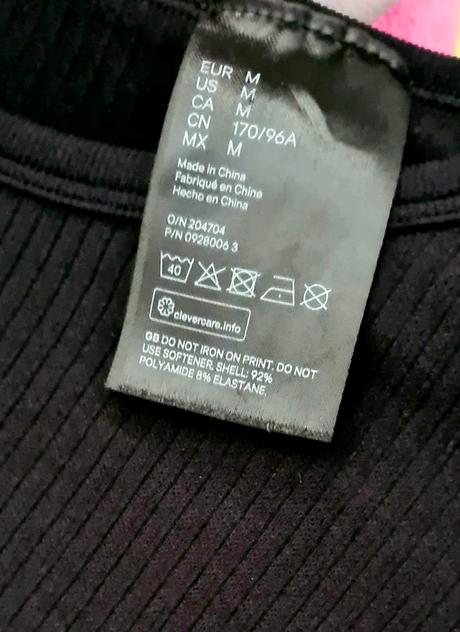 EUR M
US M
CA M
CN 170/96A
MX M
Made in China
Fabriqué en Chine
Hecho en China
O/N 204704
P/N 0928006 3
40
clevercare.info
GB DO NOT IRON ON PRINT. DO NOT
USE SOFTENER. SHELL: 92%
POLYAMIDE 8% ELASTANE.